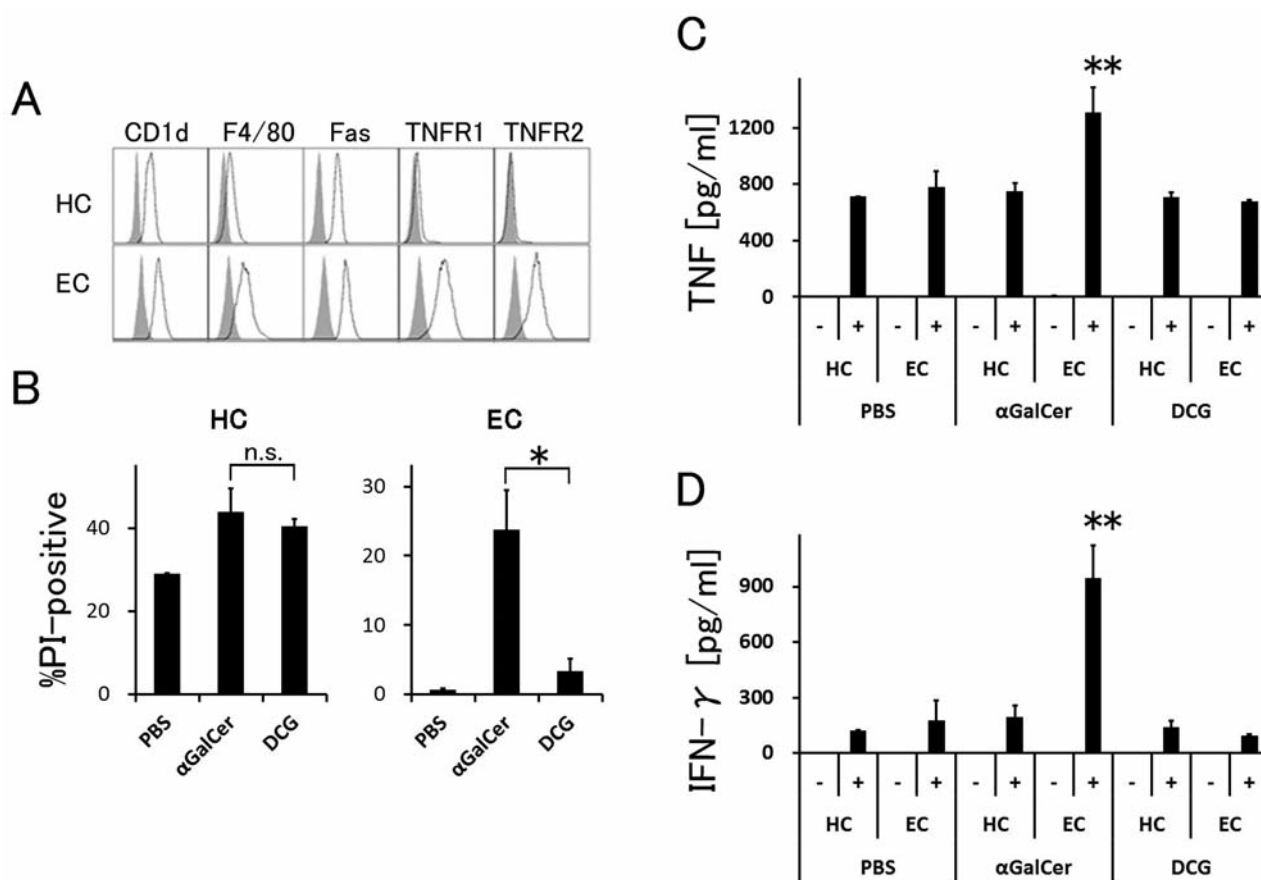 A
CD1d F4/80 Fas TNFR1 TNFR2
HC
EC
B
HC
n.s.
%PI-positive
40
20
0
PBS αGalCer DCG
EC
*
30
20
10
0
PBS αGalCer DCG
C
**
TNF [pg/ml]
1200
800
400
0
- + - + - + - + - + - +
HC EC HC EC HC EC
PBS αGalCer DCG
D
**
IFN-γ [pg/ml]
900
600
300
0
- + - + - + - + - + - +
HC EC HC EC HC EC
PBS αGalCer DCG